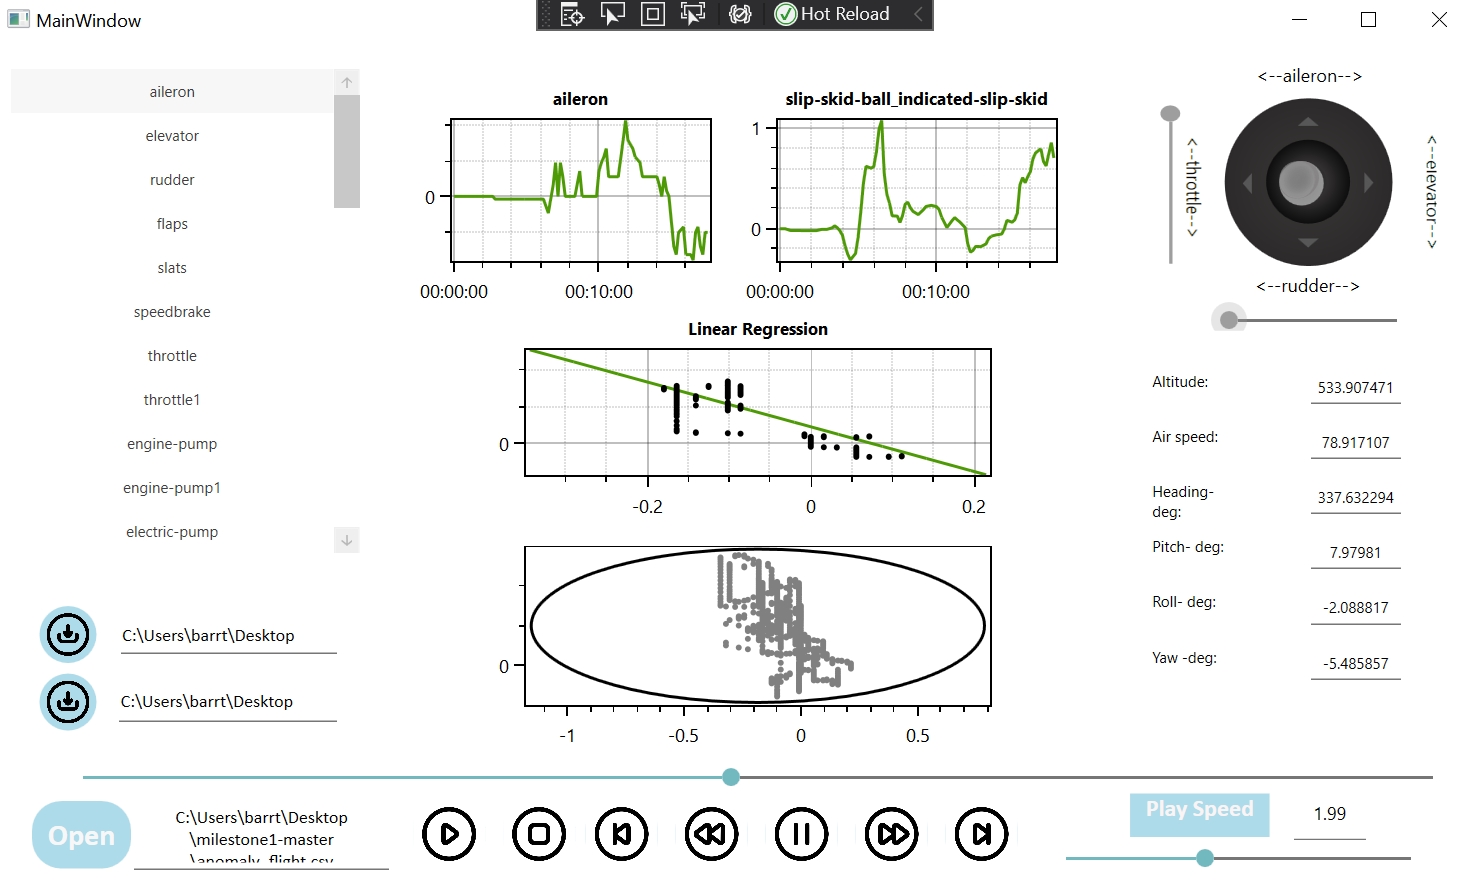 MainWindow
Hot Reload
aileron
elevator
rudder
flaps
slats
speedbrake
throttle
throttle1
engine-pump
engine-pump1
electric-pump
C:\Users\barrt\Desktop
C:\Users\barrt\Desktop
aileron
0
00:00:00
00:10:00
slip-skid-ball_indicated-slip-skid
1
0
00:00:00
00:10:00
Linear Regression
0
-0.2
0
0.2
0
-1
-0.5
0
0.5
<--aileron-->
<--throttle-->
<--elevator-->
<--rudder-->
Altitude:
533.907471
Air speed:
78.917107
Heading-
deg:
337.632294
Pitch- deg:
7.97981
Roll- deg:
-2.088817
Yaw -deg:
-5.485857
Open
C:\Users\barrt\Desktop
\milestone1-master
\anomaly_flight.csv
Play Speed
1.99